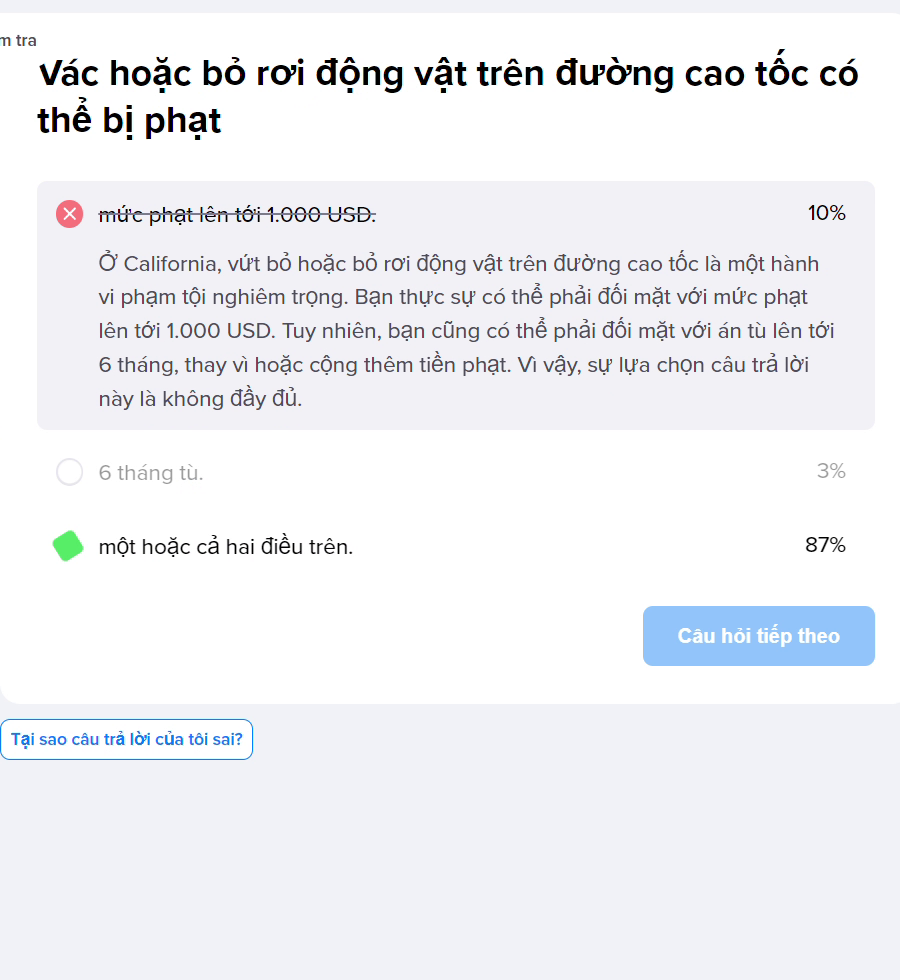 m tra
Vác hoặc bỏ rơi động vật trên đường cao tốc có
thể bị phạt
mức phạt lên tới 1.000 USD.
10%
Ở California, vứt bỏ hoặc bỏ rơi động vật trên đường cao tốc là một hành
vi phạm tội nghiêm trọng. Bạn thực sự có thể phải đối mặt với mức phạt
lên tới 1.000 USD. Tuy nhiên, bạn cũng có thể phải đối mặt với án tù lên tới
6 tháng, thay vì hoặc cộng thêm tiền phạt. Vì vậy, sự lựa chọn câu trả lời
này là không đầy đủ.
6 tháng tù.
3%
một hoặc cả hai điều trên.
87%
Câu hỏi tiếp theo
Tại sao câu trả lời của tôi sai?